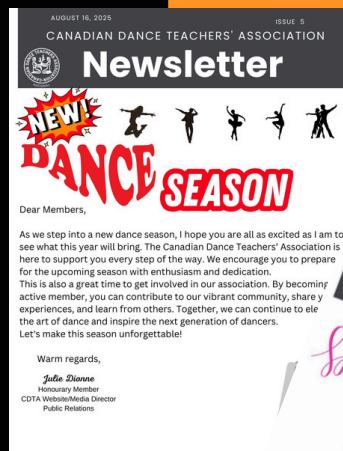 AUGUST 16, 2025
ISSUE 5
CANADIAN DANCE TEACHERS' ASSOCIATION
Newsletter
NEW!
DANCE
SEASON
Dear Members,
As we step into a new dance season, I hope you are all as excited as I am to
see what this year will bring. The Canadian Dance Teachers' Association is
here to support you every step of the way. We encourage you to prepare
for the upcoming season with enthusiasm and dedication.
This is also a great time to get involved in our association. By becoming
active member, you can contribute to our vibrant community, share y
experiences, and learn from others. Together, we can continue to ele
the art of dance and inspire the next generation of dancers.
Let's make this season unforgettable!
Warm regards,
Julie Dionne
Honourary Member
CDTA Website/Media Director
Public Relations